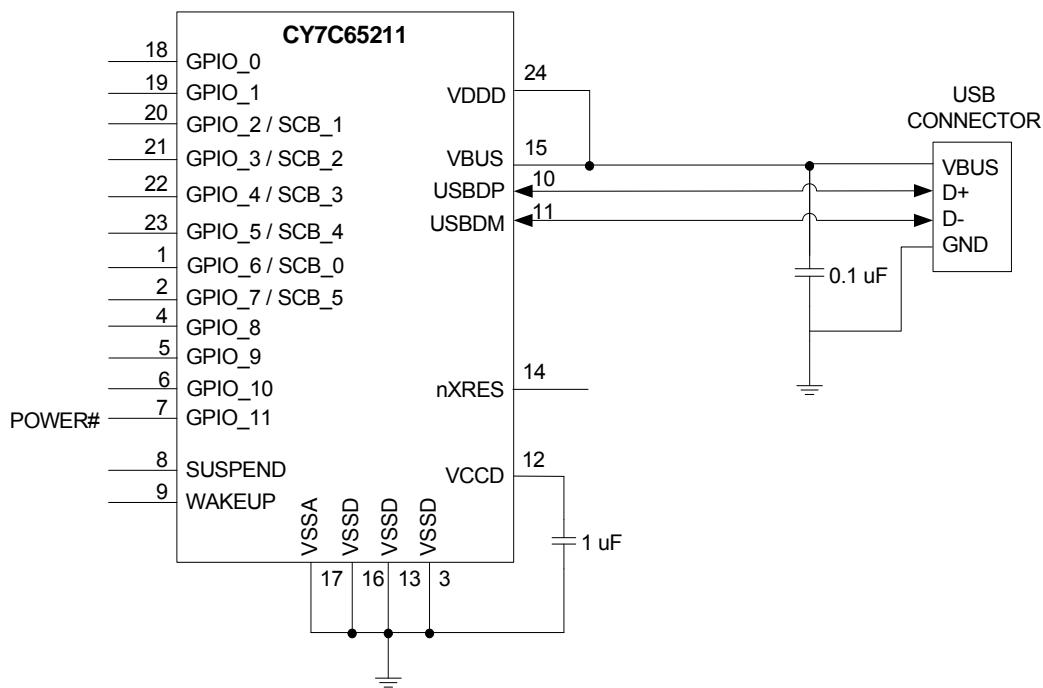 CY7C65211
18 GPIO_0
19 GPIO_1
20 GPIO_2 / SCB_1
21 GPIO_3 / SCB_2
22 GPIO_4 / SCB_3
23 GPIO_5 / SCB_4
1 GPIO_6 / SCB_0
2 GPIO_7 / SCB_5
4 GPIO_8
5 GPIO_9
6 GPIO_10
POWER# 7 GPIO_11
8 SUSPEND
9 WAKEUP
VDDD 24
VBUS 15
USBDP 10
USBDM 11
nXRES 14
VCCD 12
1 uF
VSSA 17
VSSD 16
VSSD 13
VSSD 3
0.1 uF
USB
CONNECTOR
VBUS
D+
D-
GND